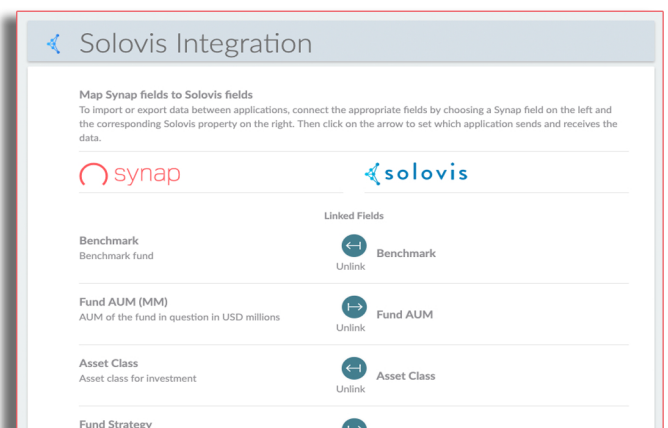 Solovis Integration
Map Synap fields to Solovis fields
To import or export data between applications, connect the appropriate fields by choosing a Synap field on the left and
the corresponding Solovis property on the right. Then click on the arrow to set which application sends and receives the
data.
synap
solovis
Linked Fields
Benchmark
Benchmark fund
Unlink
Benchmark
Fund AUM (MM)
AUM of the fund in question in USD millions
Unlink
Fund AUM
Asset Class
Asset class for investment
Unlink
Asset Class
Fund Strategy